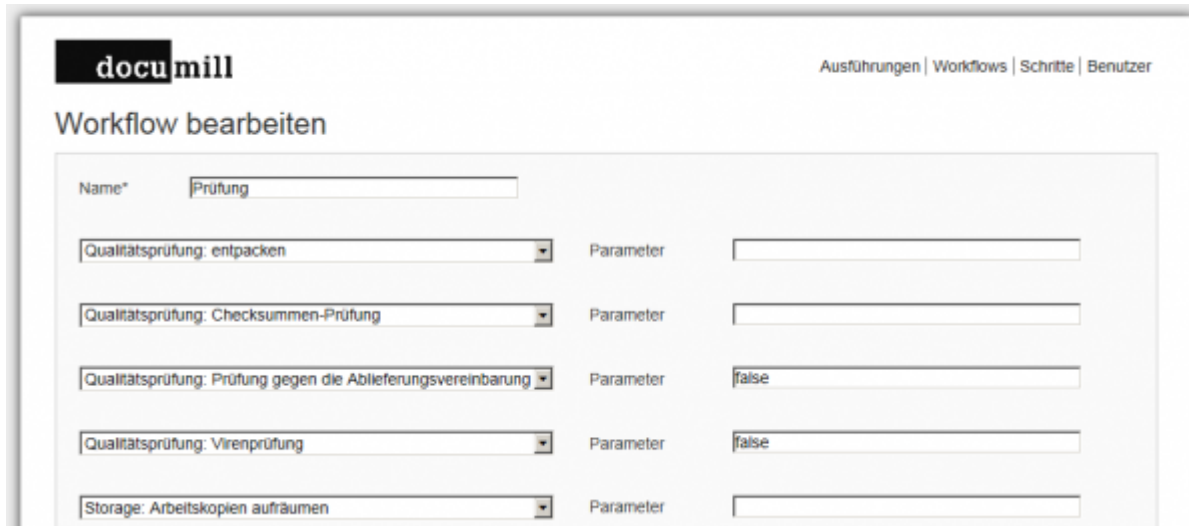 documill
Ausführungen | Workflows | Schritte | Benutzer
Workflow bearbeiten
Name* Prüfung
Qualitätsprüfung: entpacken Parameter
Qualitätsprüfung: Checksummen-Prüfung Parameter
Qualitätsprüfung: Prüfung gegen die Ablieferungsvereinbarung Parameter false
Qualitätsprüfung: Virenprüfung Parameter false
Storage: Arbeitskopien aufräumen Parameter